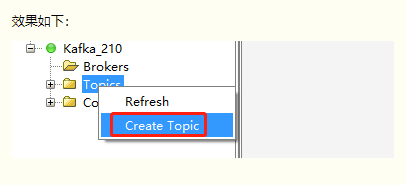 效果如下：
Kafka_210
Brokers
Topics
Refresh
Co
Create Topic